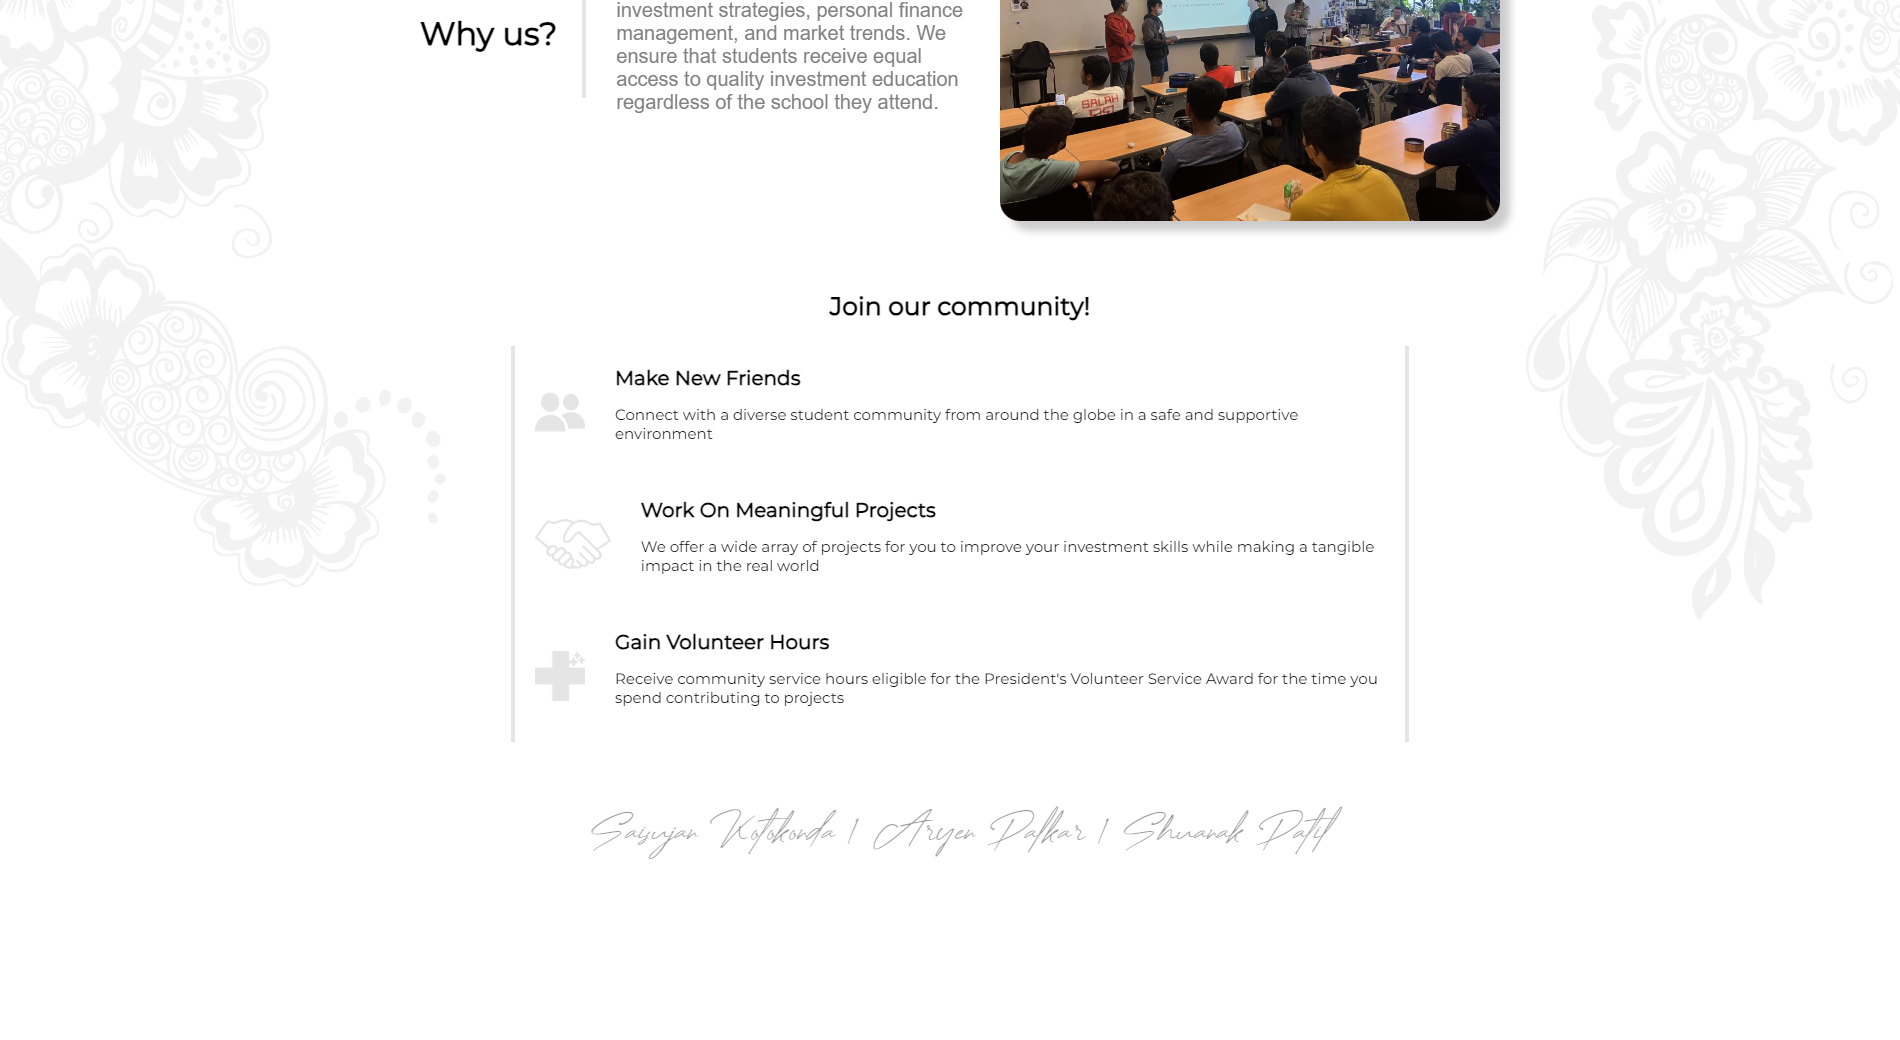 Why us?
investment strategies, personal finance
management, and market trends. We
ensure that students receive equal
access to quality investment education
regardless of the school they attend.
SALAH
Join our community!
Make New Friends
Connect with a diverse student community from around the globe in a safe and supportive
environment
Work On Meaningful Projects
We offer a wide array of projects for you to improve your investment skills while making a tangible
impact in the real world
Gain Volunteer Hours
Receive community service hours eligible for the President's Volunteer Service Award for the time you
spend contributing to projects
Saisujan Kotakonda | Aryen Palkar | Shuanak Patil